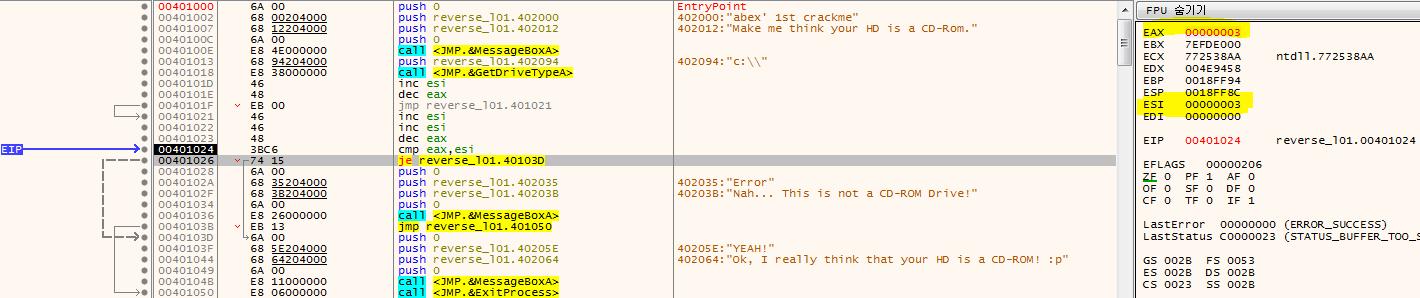 EIP
00401000 6A 00 push 0 EntryPoint
00401002 68 00204000 push reverse_l01.402000 402000:"abex' 1st crackme"
00401007 68 12204000 push reverse_l01.402012 402012:"Make me think your HD is a CD-Rom."
0040100C 6A 00 push 0
0040100E E8 4E000000 call <JMP.&MessageBoxA>
00401013 68 94204000 push reverse_l01.402094 402094:"c:\\"
00401018 E8 38000000 call <JMP.&GetDriveTypeA>
0040101D 46 inc esi
0040101E 48 dec eax
0040101F EB 00 jmp reverse_l01.401021
00401021 46 inc esi
00401022 46 inc esi
00401023 48 dec eax
00401024 3BC6 cmp eax,esi
00401026 74 15 je reverse_l01.40103D
00401028 6A 00 push 0
0040102A 68 35204000 push reverse_l01.402035 402035:"Error"
0040102F 68 3B204000 push reverse_l01.40203B 40203B:"Nah... This is not a CD-ROM Drive!"
00401034 6A 00 push 0
00401036 E8 26000000 call <JMP.&MessageBoxA>
0040103B EB 13 jmp reverse_l01.401050
0040103D 6A 00 push 0
0040103F 68 5E204000 push reverse_l01.40205E 40205E:"YEAH!"
00401044 68 64204000 push reverse_l01.402064 402064:"Ok, I really think that your HD is a CD-ROM! :p"
00401049 6A 00 push 0
0040104B E8 11000000 call <JMP.&MessageBoxA>
00401050 E8 06000000 call <JMP.&ExitProcess>
FPU 숨기기
EAX 00000003
EBX 7EFDE000
ECX 772538AA ntdll.772538AA
EDX 004E9458
EBP 0018FF94
ESP 0018FF8C
ESI 00000003
EDI 00000000
EIP 00401024 reverse_l01.00401024
EFLAGS 00000206
ZF 0 PF 1 AF 0
OF 0 SF 0 DF 0
CF 0 TF 0 IF 1
LastError 00000000 (ERROR_SUCCESS)
LastStatus C0000023 (STATUS_BUFFER_TOO_S
GS 002B FS 0053
ES 002B DS 002B
CS 0023 SS 002B